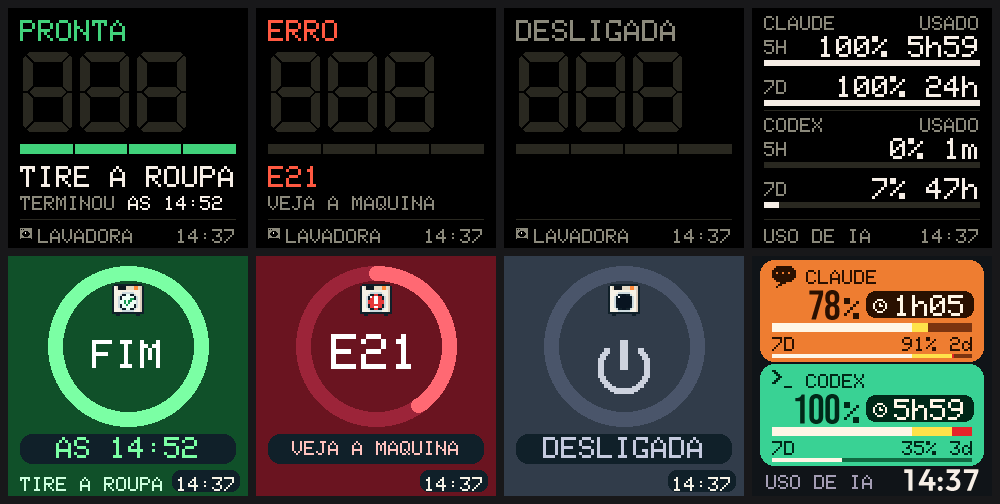 PRONTA
TIRE A ROUPA
TERMINOU AS 14:52
LAVADORA 14:37
ERRO
E21
VEJA A MAQUINA
LAVADORA 14:37
DESLIGADA
LAVADORA 14:37
CLAUDE USADO
5H 100% 5h59
7D 100% 24h
CODEX USADO
5H 0% 1m
7D 7% 47h
USO DE IA 14:37
FIM
AS 14:52
TIRE A ROUPA 14:37
E21
VEJA A MAQUINA
14:37
DESLIGADA
14:37
CLAUDE
78% 1h05
7D 91% 2d
>_ CODEX
100% 5h59
7D 35% 3d
USO DE IA 14:37